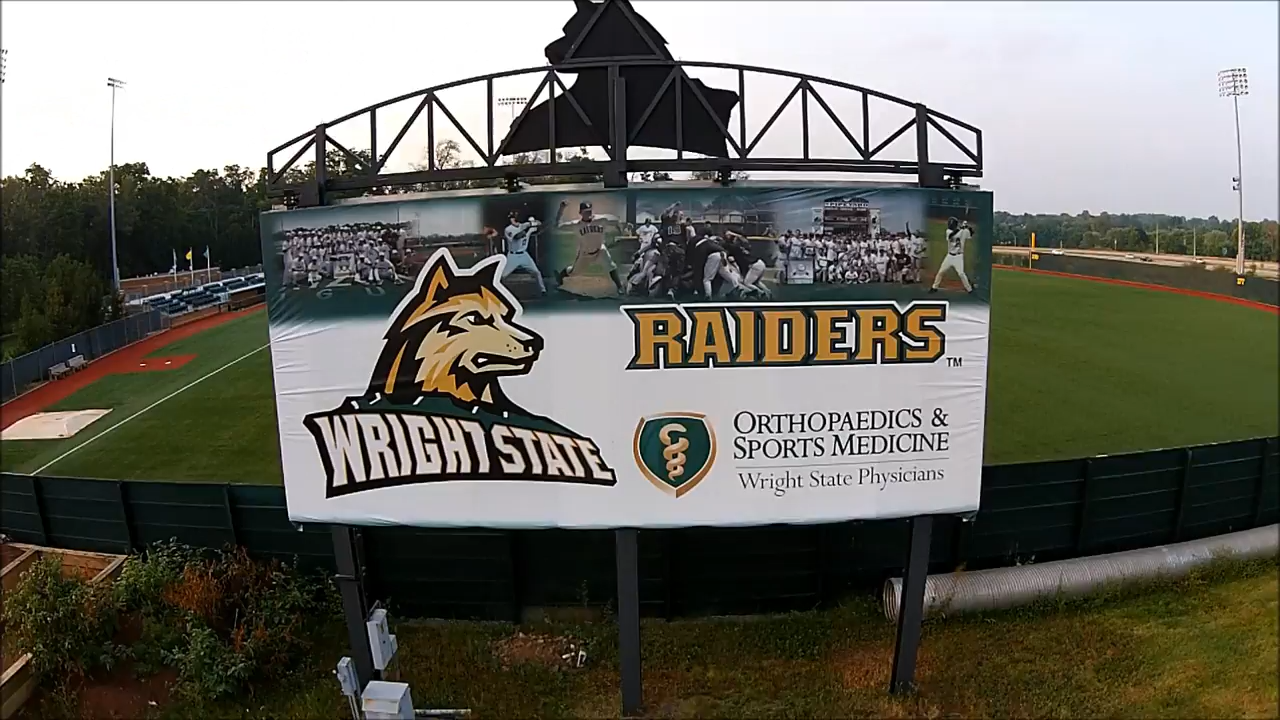 RAIDERS
TM
WRIGHT STATE
ORTHOPAEDICS &
SPORTS MEDICINE
Wright State Physicians